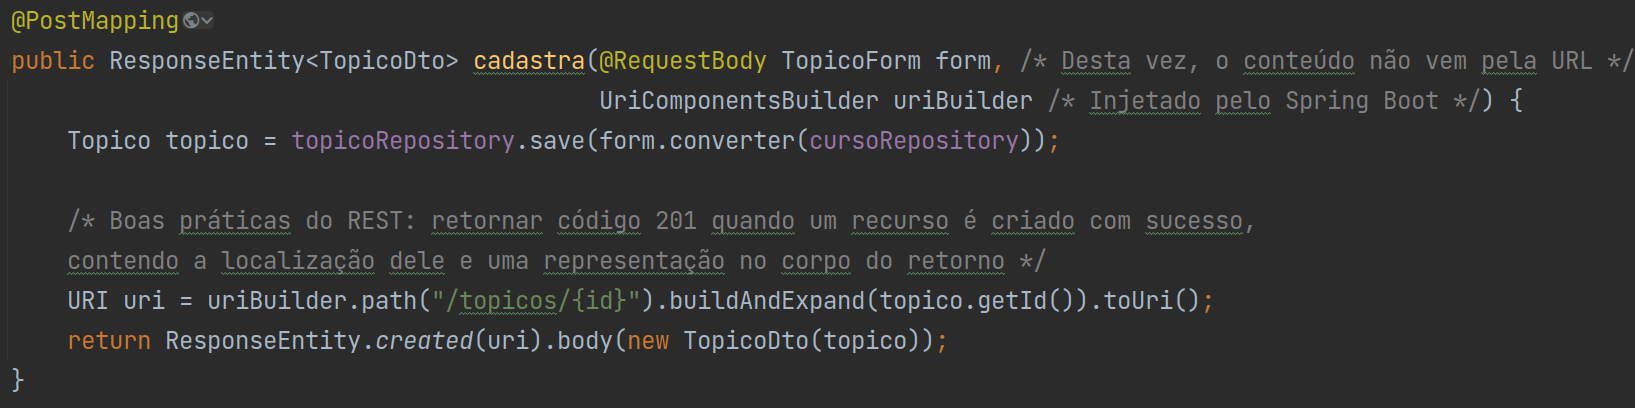 @PostMapping
public ResponseEntity<TopicoDto> cadastra(@RequestBody TopicoForm form, /* Desta vez, o conteúdo não vem pela URL */
UriComponentsBuilder uriBuilder /* Injetado pelo Spring Boot */) {
Topico topico = topicoRepository.save(form.converter(cursoRepository));
/* Boas práticas do REST: retornar código 201 quando um recurso é criado com sucesso,
contendo a localização dele e uma representação no corpo do retorno */
URI uri = uriBuilder.path("/topicos/{id}").buildAndExpand(topico.getId()).toUri();
return ResponseEntity.created(uri).body(new TopicoDto(topico));
}